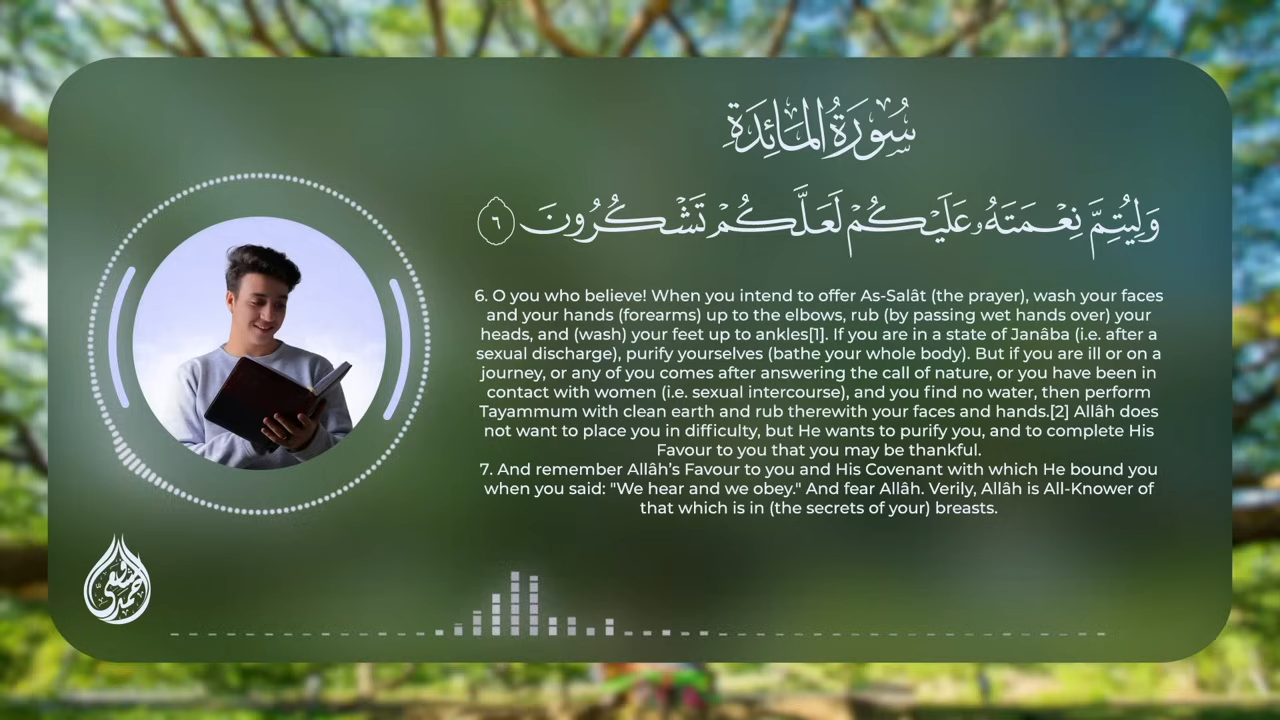 سُورَةُ المَائِدَةِ
وَلِيُتِمَّ نِعْمَتَهُۥ عَلَيْكُمْ لَعَلَّكُمْ تَشْكُرُونَ ٦
6. O you who believe! When you intend to offer As-Salât (the prayer), wash your faces
and your hands (forearms) up to the elbows, rub (by passing wet hands over) your
heads, and (wash) your feet up to ankles[1]. If you are in a state of Janâba (i.e. after a
sexual discharge), purify yourselves (bathe your whole body). But if you are ill or on a
journey, or any of you comes after answering the call of nature, or you have been in
contact with women (i.e. sexual intercourse), and you find no water, then perform
Tayammum with clean earth and rub therewith your faces and hands.[2] Allâh does
not want to place you in difficulty, but He wants to purify you, and to complete His
Favour to you that you may be thankful.
7. And remember Allâh's Favour to you and His Covenant with which He bound you
when you said: "We hear and we obey." And fear Allâh. Verily, Allâh is All-Knower of
that which is in (the secrets of your) breasts.
أحمد